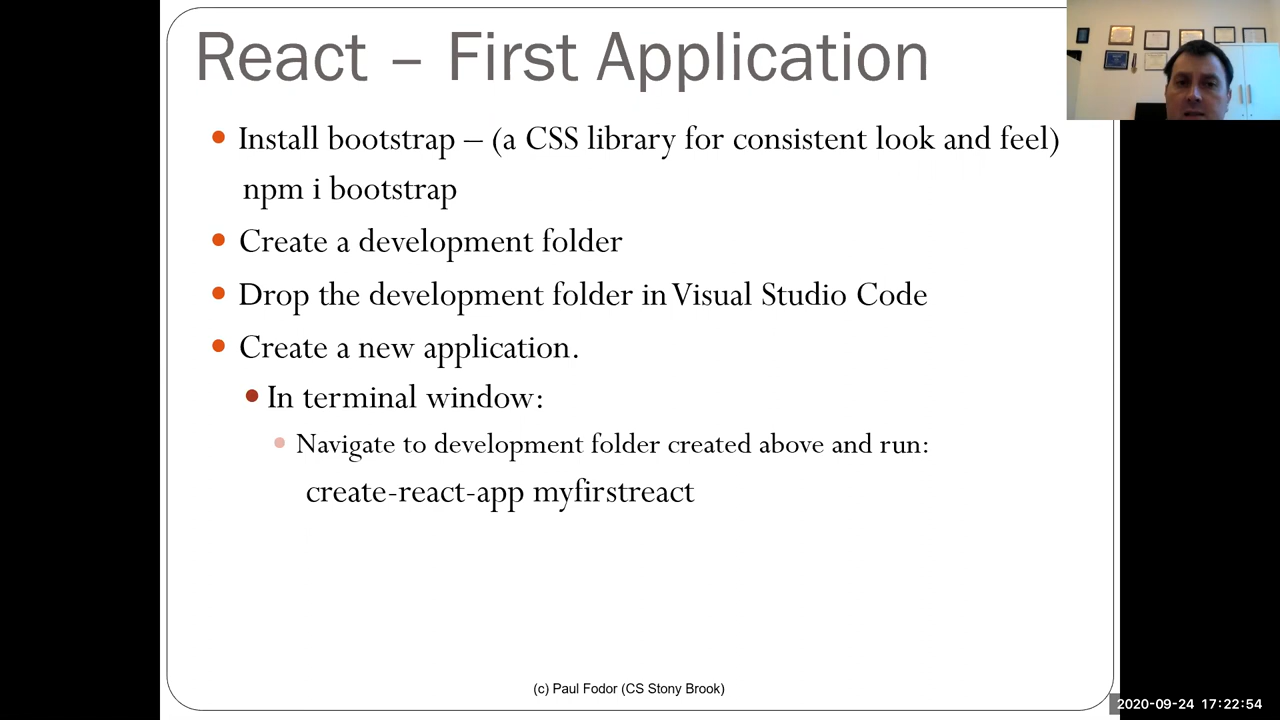 React – First Application
Install bootstrap – (a CSS library for consistent look and feel)
npm i bootstrap
Create a development folder
Drop the development folder in Visual Studio Code
Create a new application.
In terminal window:
Navigate to development folder created above and run:
create-react-app myfirstreact
(c) Paul Fodor (CS Stony Brook)
2020-09-24 17:22:54